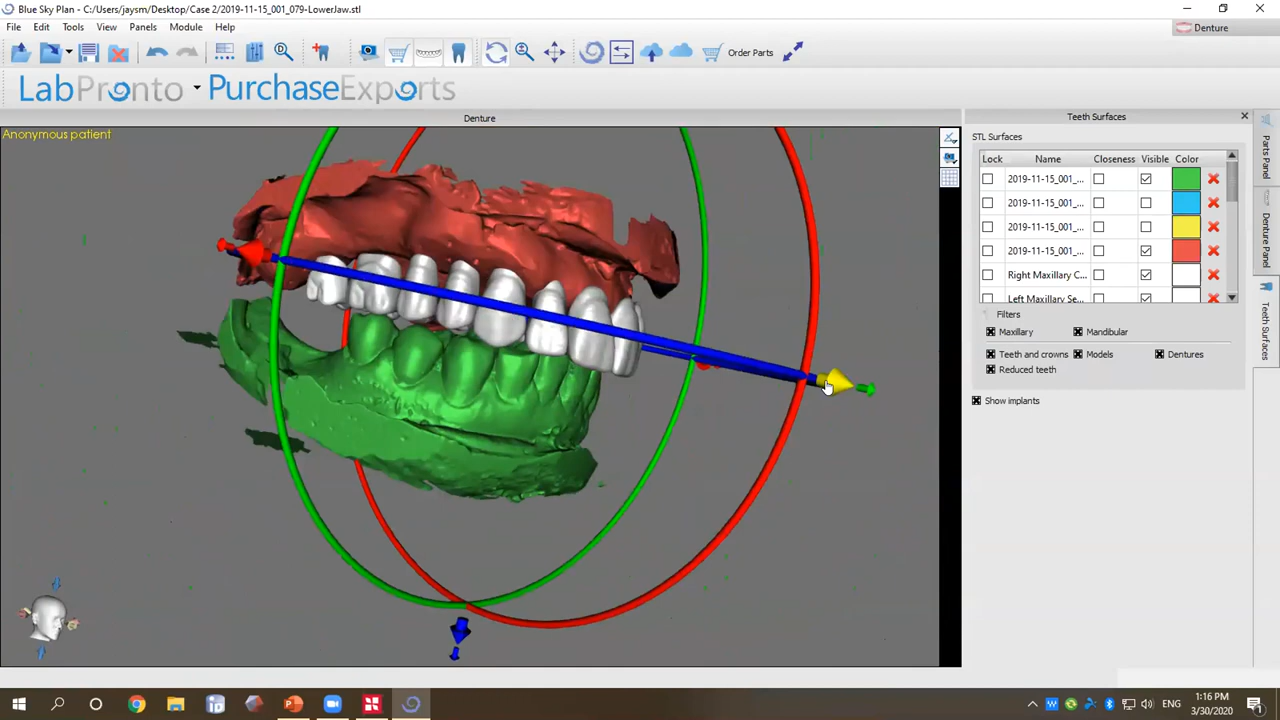 Blue Sky Plan - C:/Users/jaysm/Desktop/Case 2/2019-11-15_001_079-LowerJaw.stl
File Edit Tools View Panels Module Help
Denture
Order Parts
LabPronto PurchaseExports
Denture
Teeth Surfaces
Anonymous patient
STL Surfaces
Lock Name Closeness Visible Color
2019-11-15_001_...
2019-11-15_001_...
2019-11-15_001_...
2019-11-15_001_...
Right Maxillary C...
Left Maxillary Se...
Filters
Maxillary Mandibular
Teeth and crowns Models Dentures
Reduced teeth
Show implants
Parts Panel
Denture Panel
Teeth Surfaces
ENG
1:16 PM
3/30/2020